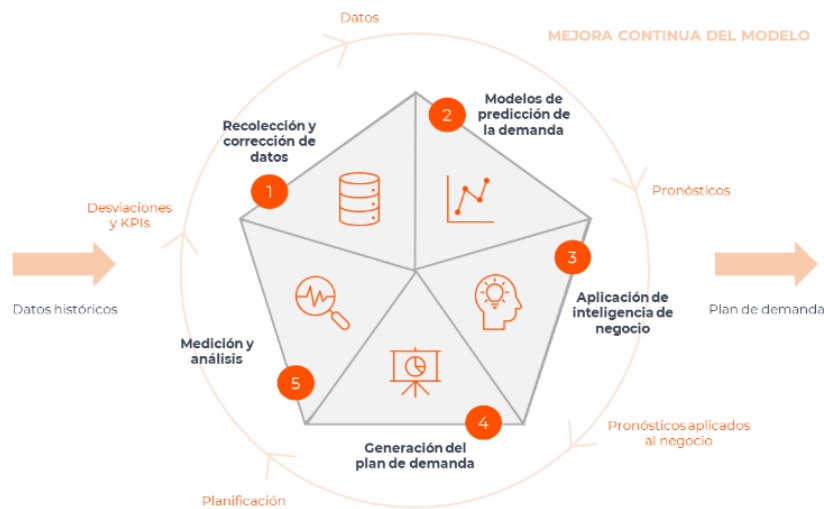 Datos
MEJORA CONTINUA DEL MODELO
2
Modelos de
predicción de
la demanda
Recolección y
corrección de
datos
1
Pronósticos
Desviaciones
y KPIs
3
Datos históricos
Aplicación de
inteligencia de
negocio
Plan de demanda
Medición y
análisis
5
4
Pronósticos aplicados
al negocio
Generación del
plan de demanda
Planificación